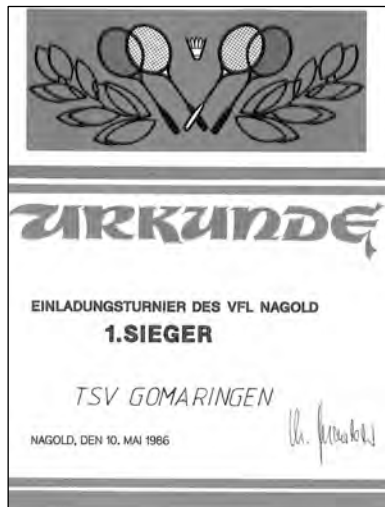 URKUNDE
EINLADUNGSTURNIER DES VFL NAGOLD
1.SIEGER
TSV GOMARINGEN
NAGOLD, DEN 10. MAI 1986